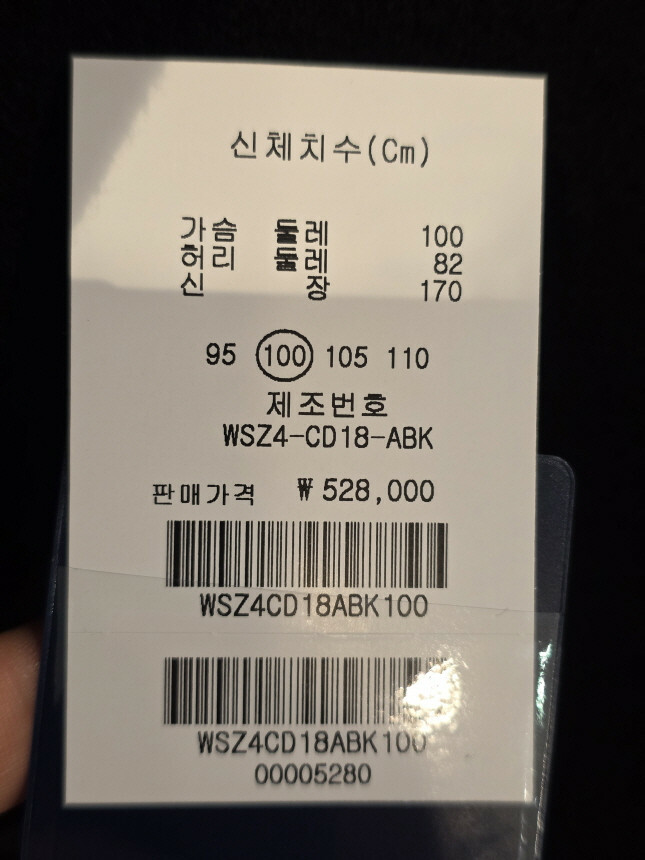 신체치수(Cm)
가슴 둘레 100
허리 둘레 82
신 장 170
95 100 105 110
제조번호
WSZ4-CD18-ABK
판매가격 ₩ 528,000
WSZ4CD18ABK100
WSZ4CD18ABK100
00005280